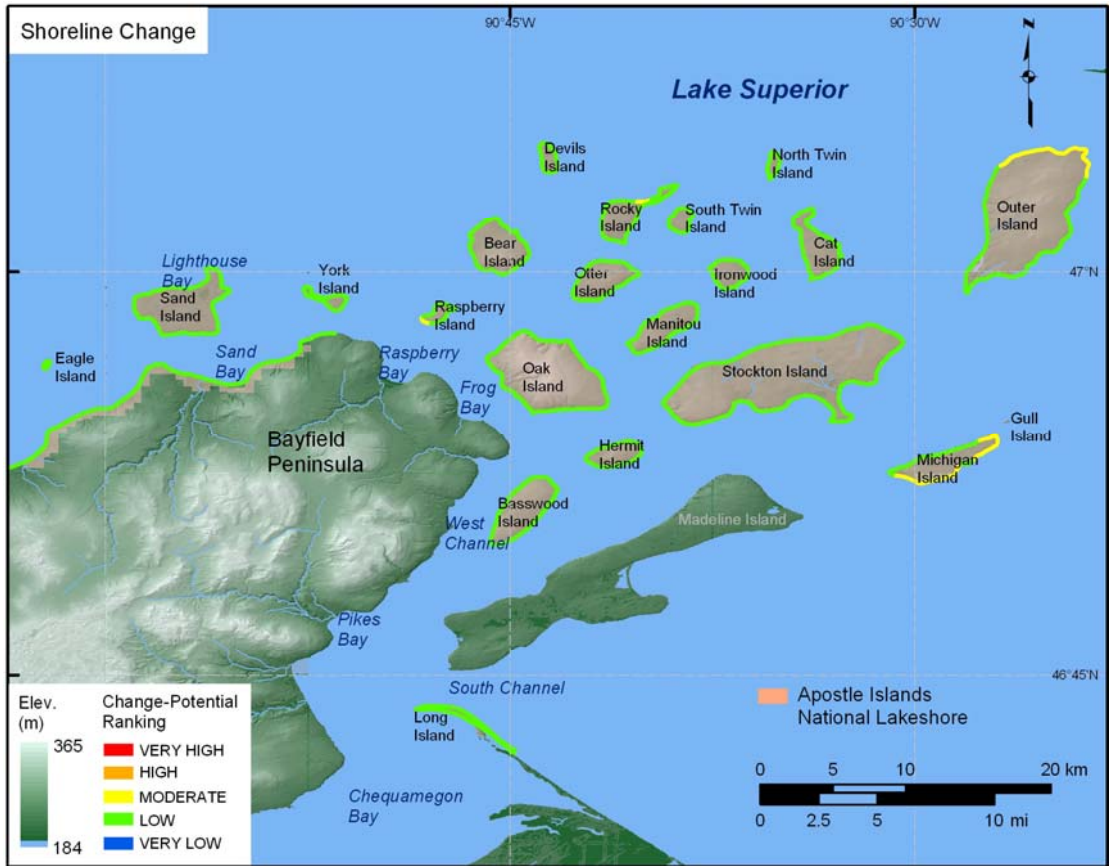 Shoreline Change
90°45'W
90°30'W
N
Lake Superior
Devils
Island
North Twin
Island
Rocky
Island
South Twin
Island
Outer
Island
Bear
Island
Cat
Island
Lighthouse
Bay
York
Island
Otter
Island
Ironwood
Island
47°N
Sand
Island
Raspberry
Island
Manitou
Island
Eagle
Island
Sand
Bay
Raspberry
Bay
Oak
Island
Stockton Island
Frog
Bay
Gull
Island
Bayfield
Peninsula
Hermit
Island
Michigan
Island
Basswood
Island
West
Channel
Madeline Island
Pikes
Bay
46°45'N
South Channel
Long
Island
Chequamegon
Bay
Elev.
(m)
365
184
Change-Potential
Ranking
VERY HIGH
HIGH
MODERATE
LOW
VERY LOW
Apostle Islands
National Lakeshore
0 5 10 20 km
0 2.5 5 10 mi